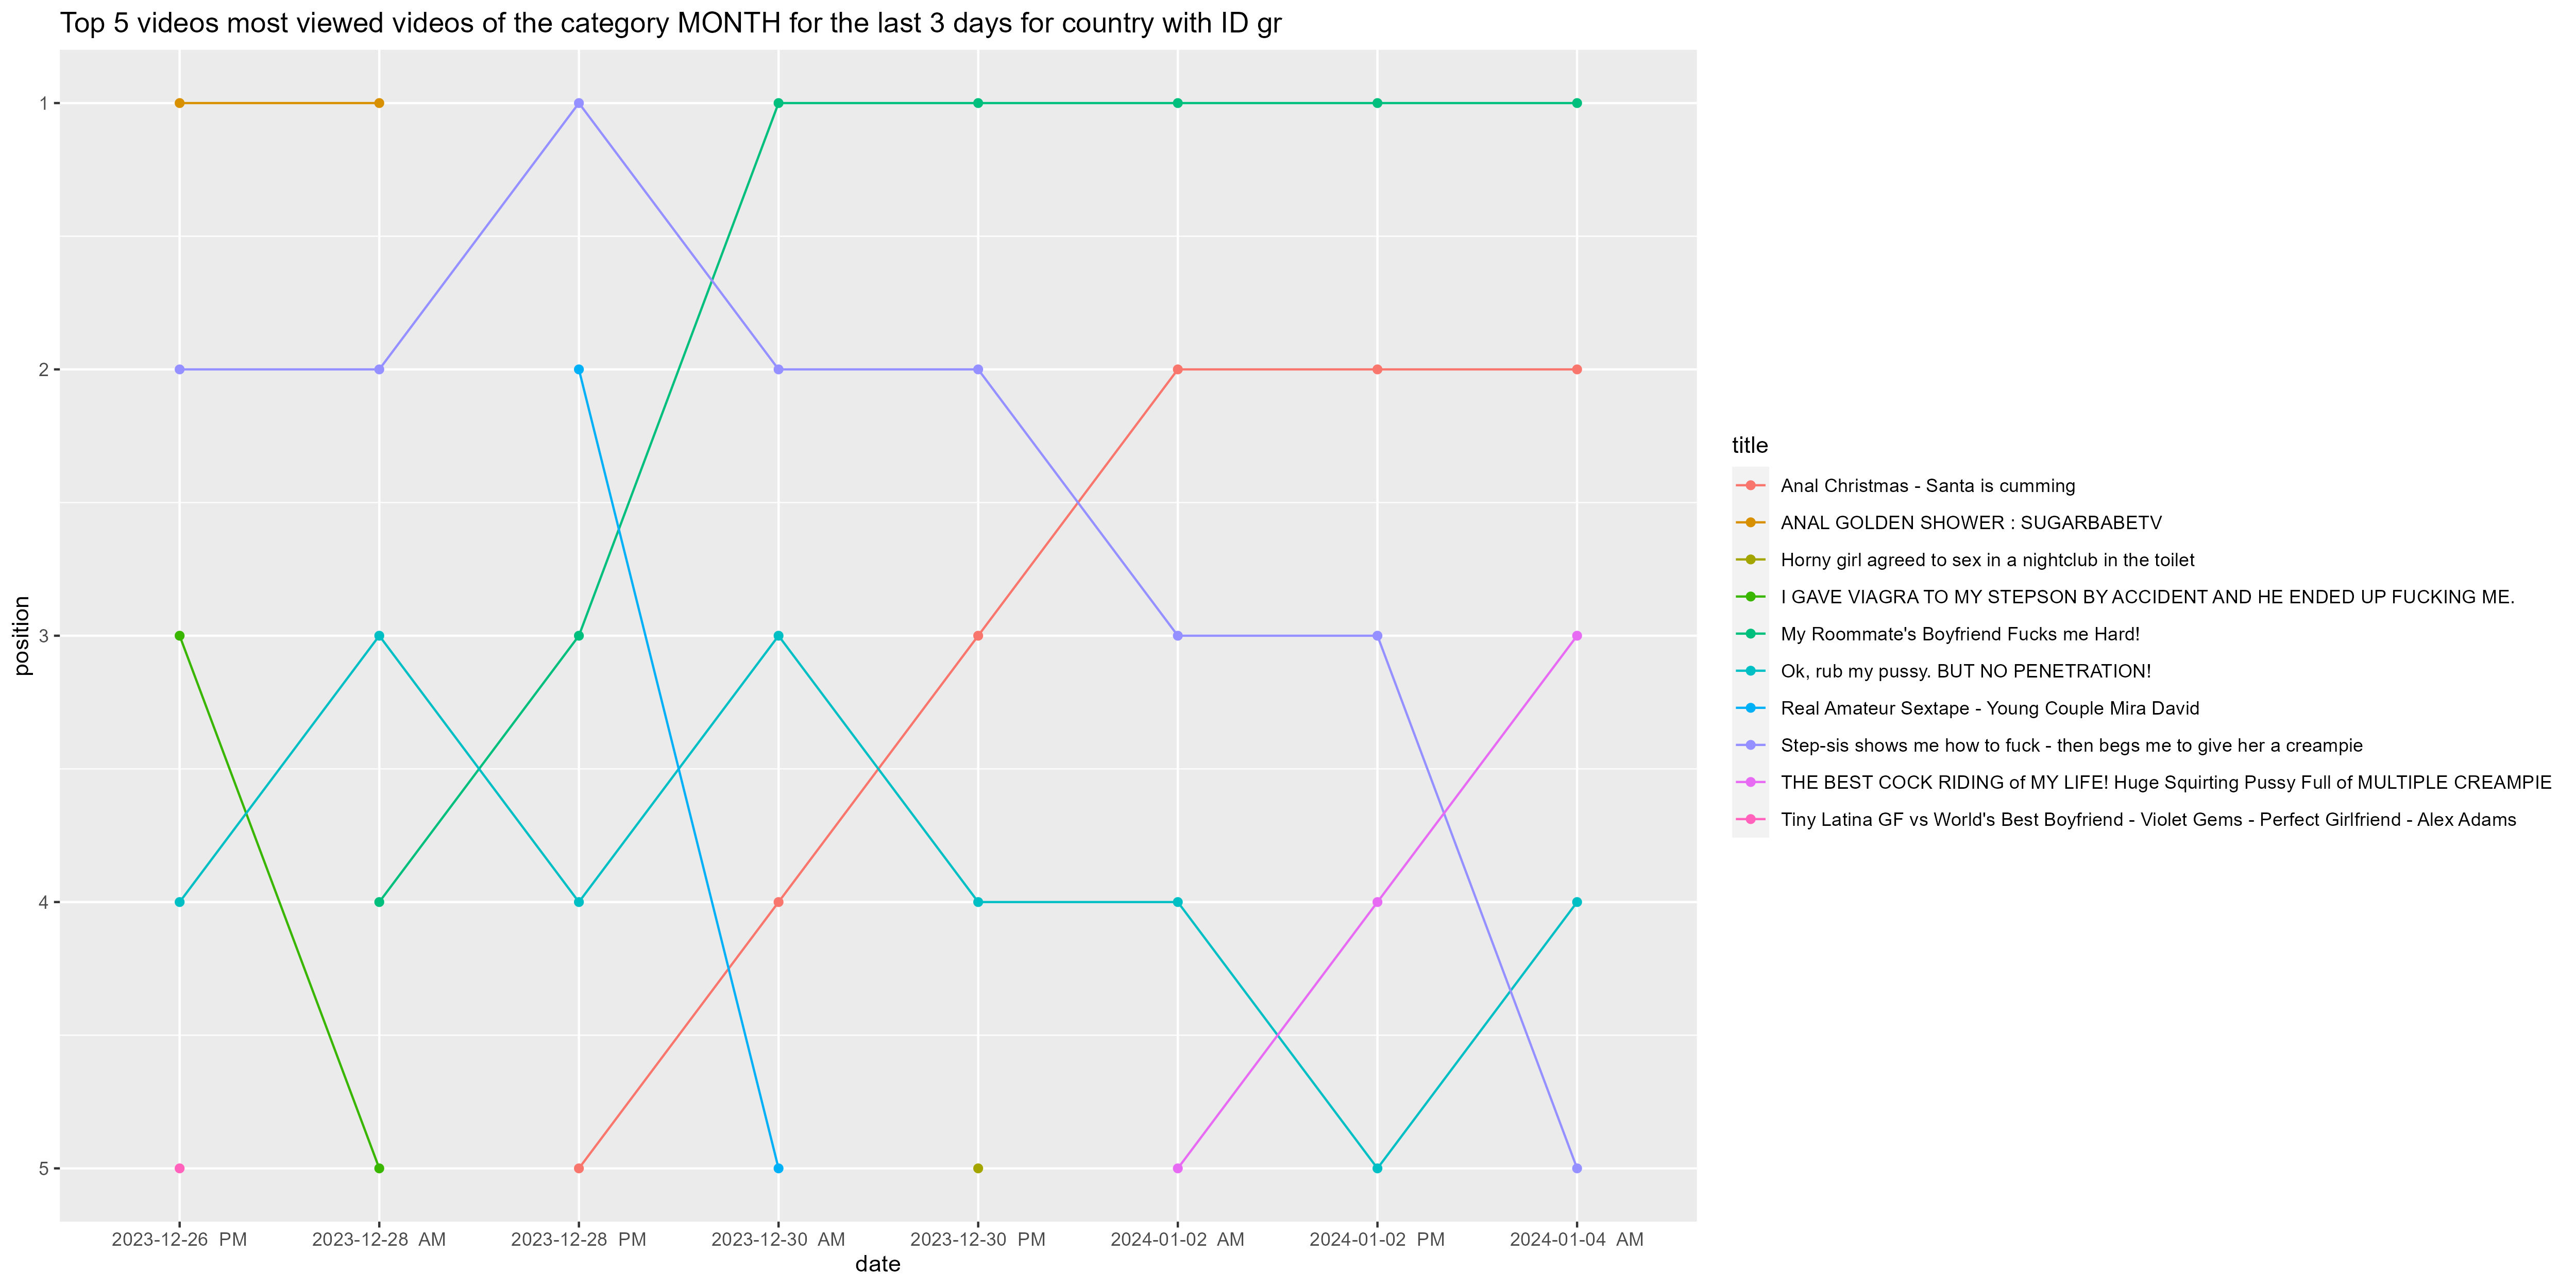 Top 5 videos most viewed videos of the category MONTH for the last 3 days for country with ID gr
position
1
2
3
4
5
2023-12-26 PM
2023-12-28 AM
2023-12-28 PM
2023-12-30 AM
2023-12-30 PM
2024-01-02 AM
2024-01-02 PM
2024-01-04 AM
date
title
Anal Christmas - Santa is cumming
ANAL GOLDEN SHOWER : SUGARBABETV
Horny girl agreed to sex in a nightclub in the toilet
I GAVE VIAGRA TO MY STEPSON BY ACCIDENT AND HE ENDED UP FUCKING ME.
My Roommate's Boyfriend Fucks me Hard!
Ok, rub my pussy. BUT NO PENETRATION!
Real Amateur Sextape - Young Couple Mira David
Step-sis shows me how to fuck - then begs me to give her a creampie
THE BEST COCK RIDING of MY LIFE! Huge Squirting Pussy Full of MULTIPLE CREAMPIE
Tiny Latina GF vs World's Best Boyfriend - Violet Gems - Perfect Girlfriend - Alex Adams